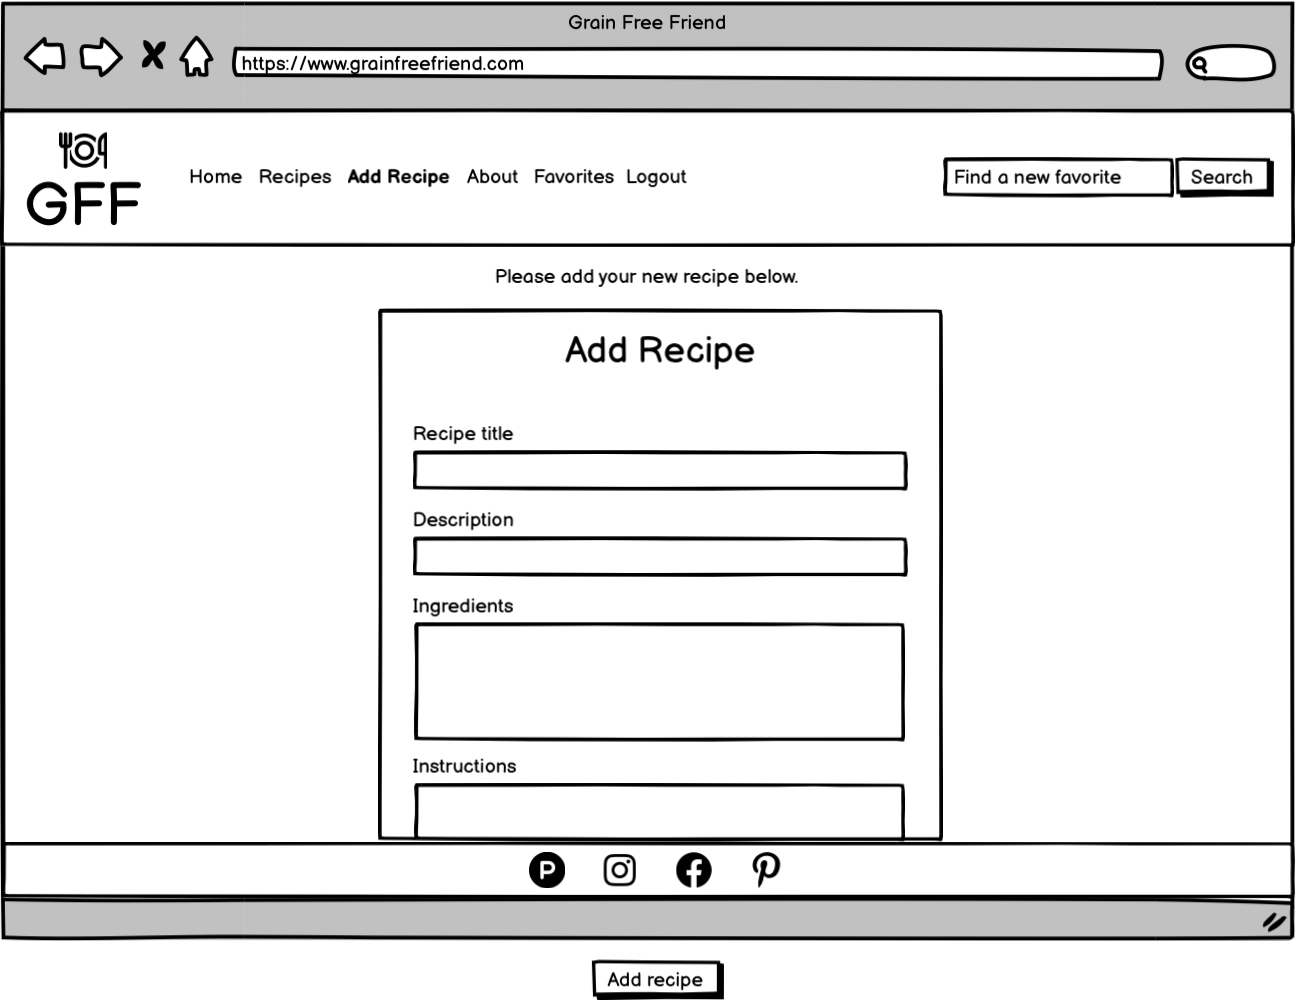 Grain Free Friend
https://www.grainfreefriend.com
GFF
Home Recipes Add Recipe About Favorites Logout
Find a new favorite
Search
Please add your new recipe below.
Add Recipe
Recipe title
Description
Ingredients
Instructions
Add recipe